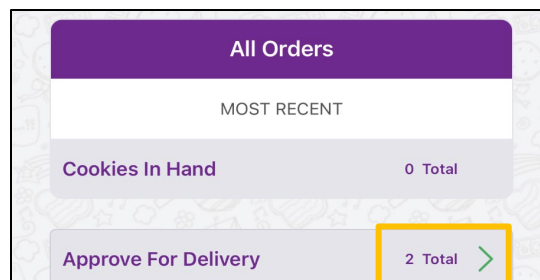 All Orders
MOST RECENT
Cookies In Hand 0 Total
Approve For Delivery 2 Total